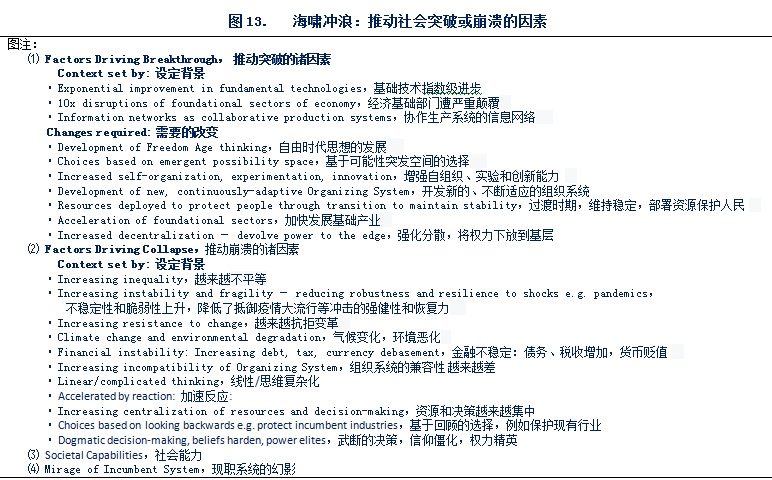 图 13. 海啸冲浪：推动社会突破或崩溃的因素
图注：
(1) Factors Driving Breakthrough，推动突破的诸因素
Context set by: 设定背景
· Exponential improvement in fundamental technologies，基础技术指数级进步
· 10x disruptions of foundational sectors of economy，经济基础部门遭严重颠覆
· Information networks as collaborative production systems，协作生产系统的信息网络
Changes required: 需要的改变
· Development of Freedom Age thinking，自由时代思想的发展
· Choices based on emergent possibility space，基于可能性突发空间的选择
· Increased self-organization, experimentation, innovation，增强自组织、实验和创新能力
· Development of new, continuously-adaptive Organizing System，开发新的、不断适应的组织系统
· Resources deployed to protect people through transition to maintain stability，过渡时期，维持稳定，部署资源保护人民
· Acceleration of foundational sectors，加快发展基础产业
· Increased decentralization — devolve power to the edge，强化分散，将权力下放到基层
(2) Factors Driving Collapse，推动崩溃的诸因素
Context set by: 设定背景
· Increasing inequality，越来越不平等
· Increasing instability and fragility — reducing robustness and resilience to shocks e.g. pandemics，
不稳定性和脆弱性上升，降低了抵御疫情大流行等冲击的强健性和恢复力
· Increasing resistance to change，越来越抗拒变革
· Climate change and environmental degradation，气候变化，环境恶化
· Financial instability: Increasing debt, tax, currency debasement，金融不稳定：债务、税收增加，货币贬值
· Increasing incompatibility of Organizing System，组织系统的兼容性越来越差
· Linear/complicated thinking，线性/思维复杂化
· Accelerated by reaction: 加速反应:
· Increasing centralization of resources and decision-making，资源和决策越来越集中
· Choices based on looking backwards e.g. protect incumbent industries，基于回顾的选择，例如保护现有行业
· Dogmatic decision-making, beliefs harden, power elites，武断的决策，信仰僵化，权力精英
(3) Societal Capabilities，社会能力
(4) Mirage of Incumbent System，现职系统的幻影